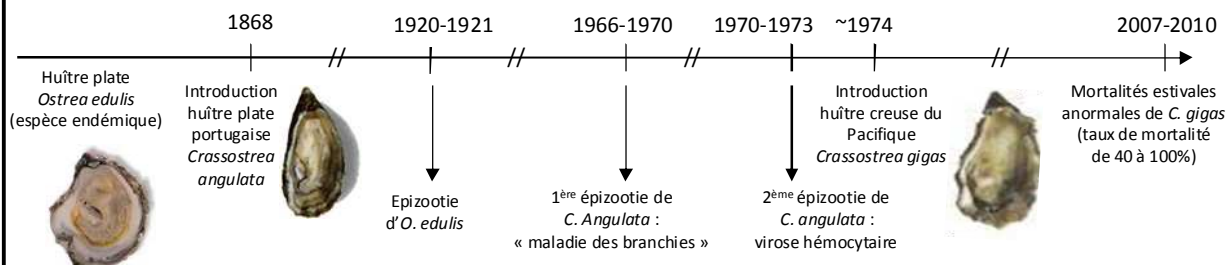 1868
1920-1921
1966-1970
1970-1973
~1974
2007-2010
Huître plate
Ostrea edulis
(espèce endémique)
Introduction
huître plate
portugaise
Crassostrea
angulata
Epizootie
d’O. edulis
1ère épizootie de
C. Angulata :
« maladie des branchies »
2ème épizootie de
C. angulata :
virose hémocytaire
Introduction
huître creuse du
Pacifique
Crassostrea gigas
Mortalités estivales
anormales de C. gigas
(taux de mortalité
de 40 à 100%)